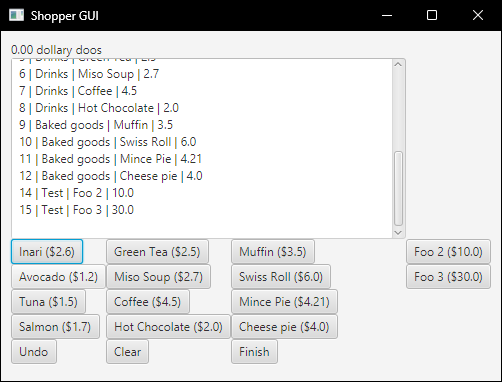 Shopper GUI
0.00 dollary doos
5 | Drinks | Green Tea | 2.5
6 | Drinks | Miso Soup | 2.7
7 | Drinks | Coffee | 4.5
8 | Drinks | Hot Chocolate | 2.0
9 | Baked goods | Muffin | 3.5
10 | Baked goods | Swiss Roll | 6.0
11 | Baked goods | Mince Pie | 4.21
12 | Baked goods | Cheese pie | 4.0
14 | Test | Foo 2 | 10.0
15 | Test | Foo 3 | 30.0
Inari ($2.6) Green Tea ($2.5) Muffin ($3.5) Foo 2 ($10.0)
Avocado ($1.2) Miso Soup ($2.7) Swiss Roll ($6.0) Foo 3 ($30.0)
Tuna ($1.5) Coffee ($4.5) Mince Pie ($4.21)
Salmon ($1.7) Hot Chocolate ($2.0) Cheese pie ($4.0)
Undo Clear Finish